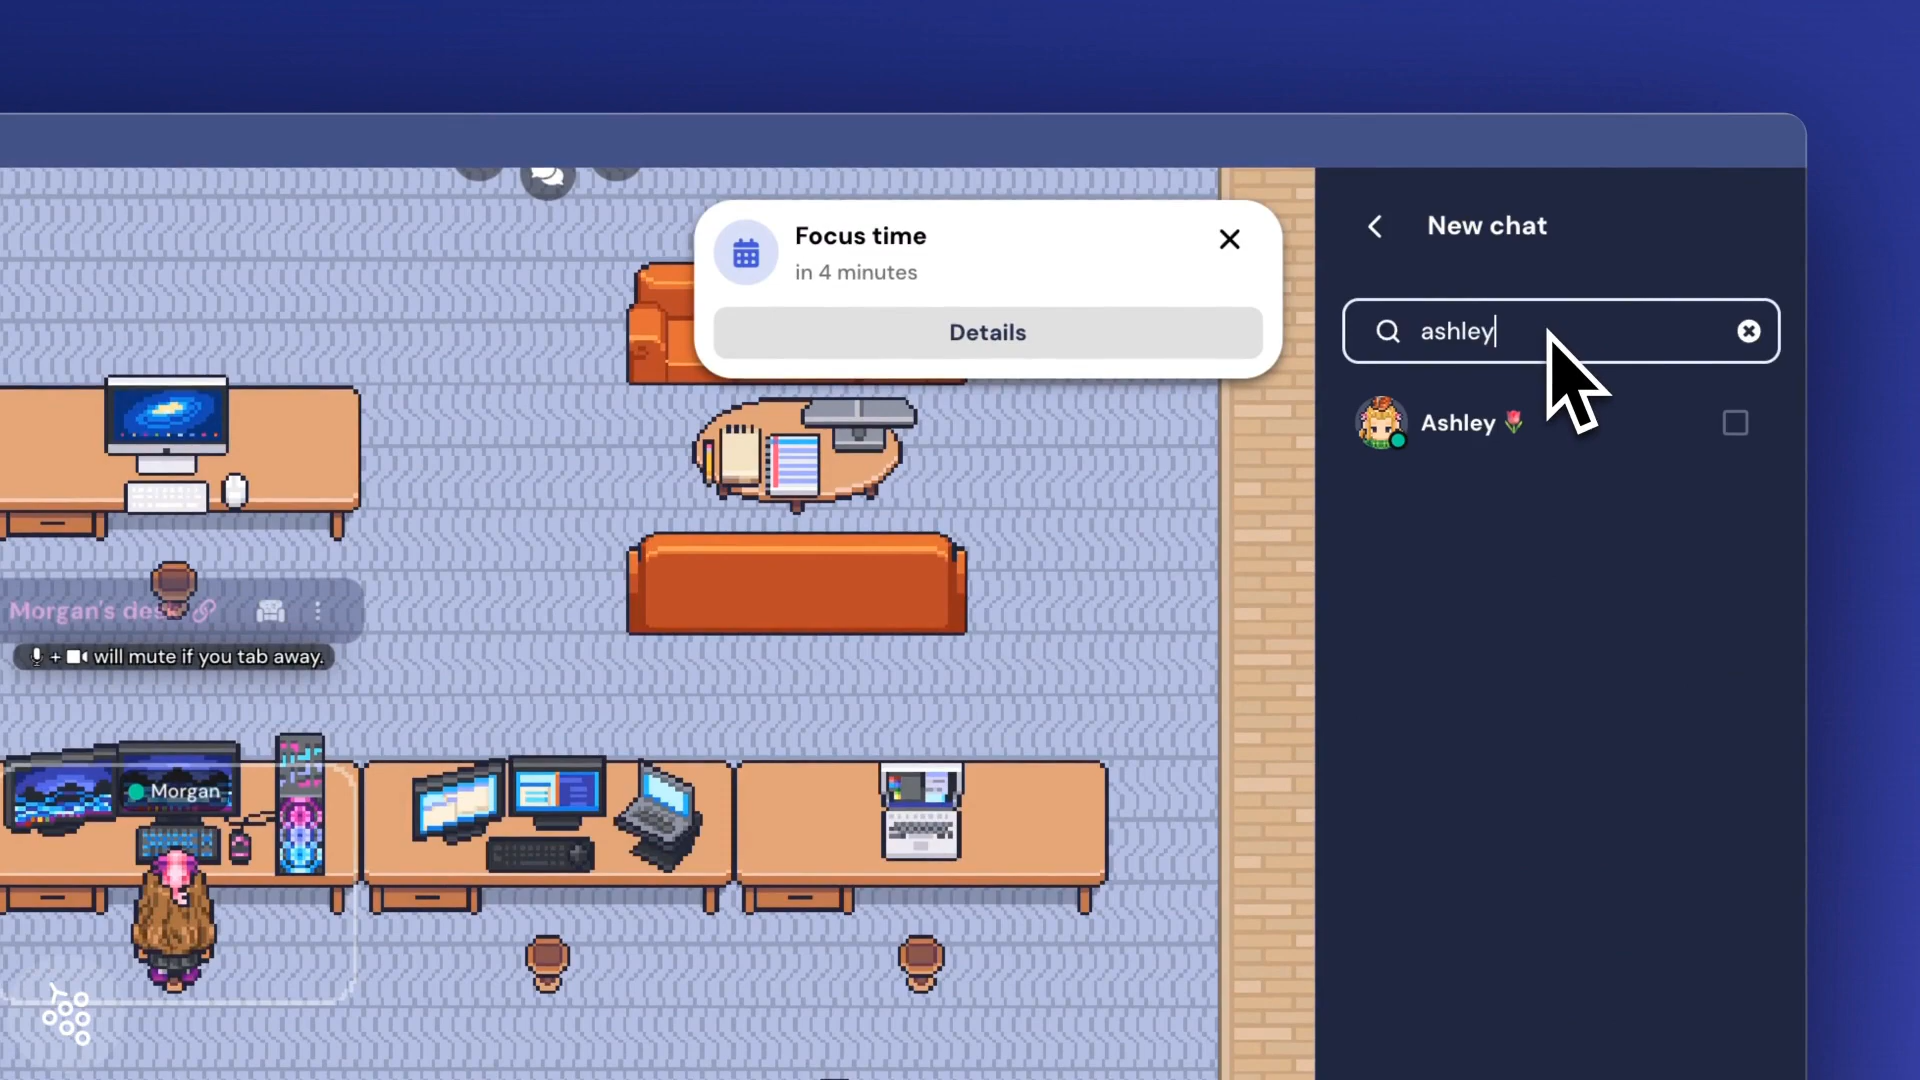 Focus time
in 4 minutes
Details
New chat
ashley
Ashley 🌷
Morgan's desk
+ will mute if you tab away.
Morgan